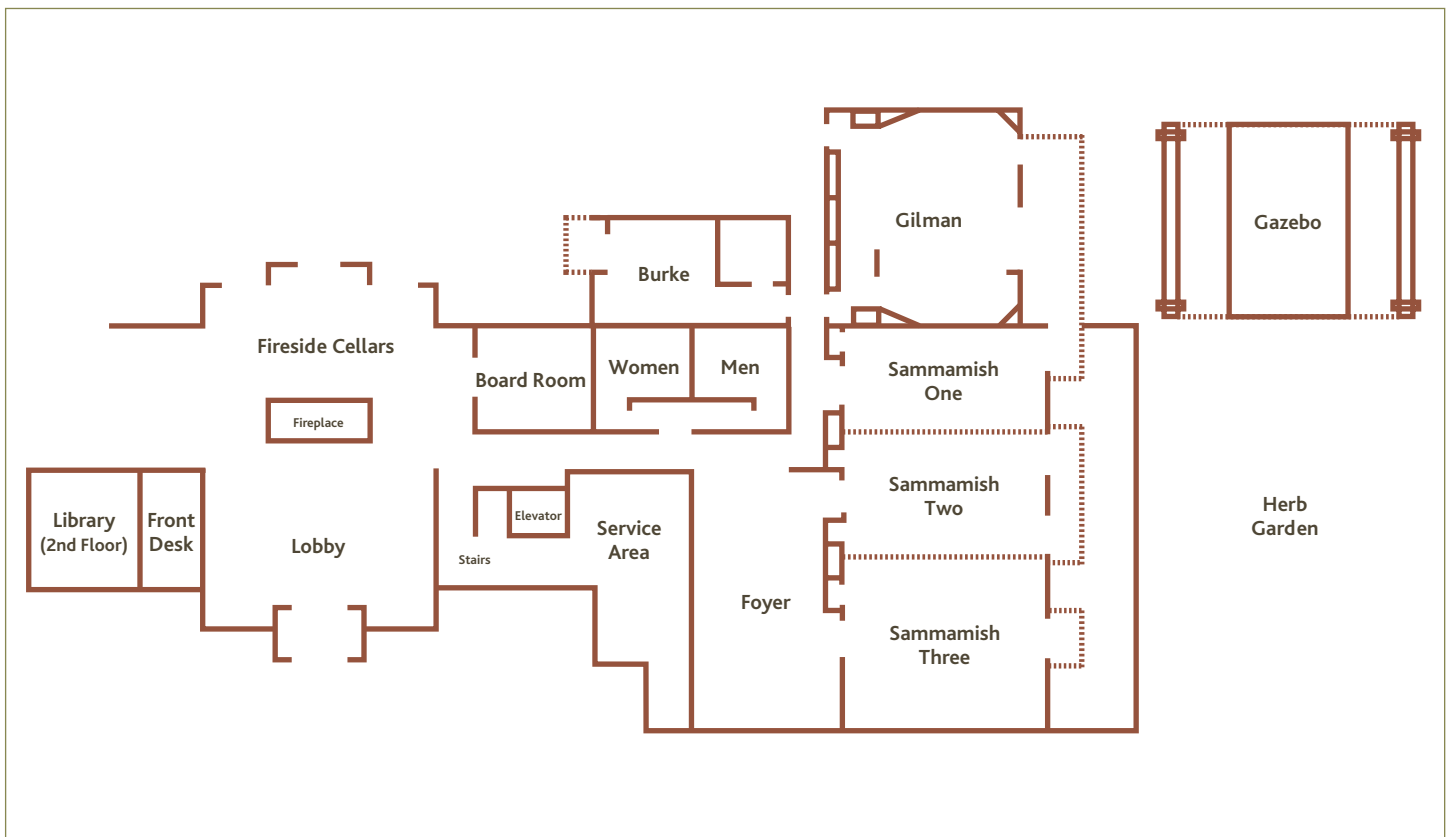 Gilman
Gazebo
Burke
Fireside Cellars
Board Room
Women
Men
Sammamish
One
Fireplace
Library
(2nd Floor)
Front
Desk
Lobby
Elevator
Stairs
Service
Area
Sammamish
Two
Herb
Garden
Foyer
Sammamish
Three